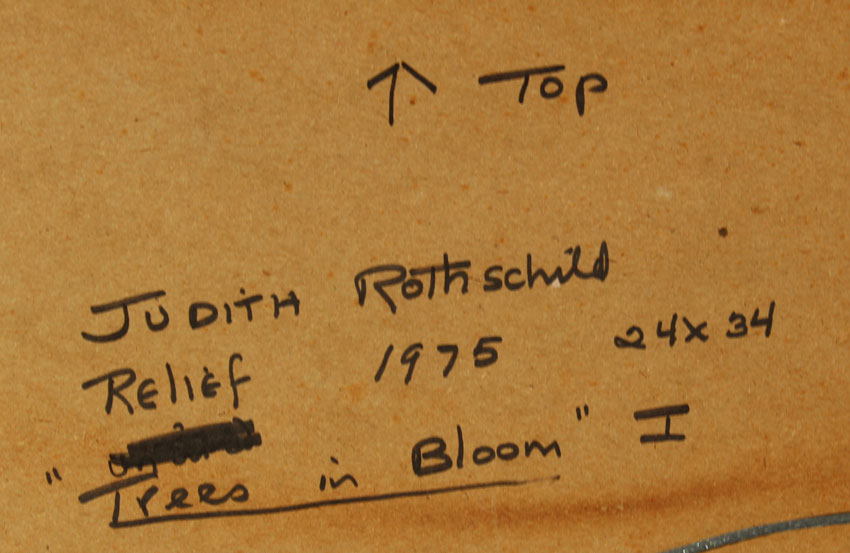 ↑ Top
JUDITH Rothschild
Relief 1975 24x34
"Trees in Bloom" I